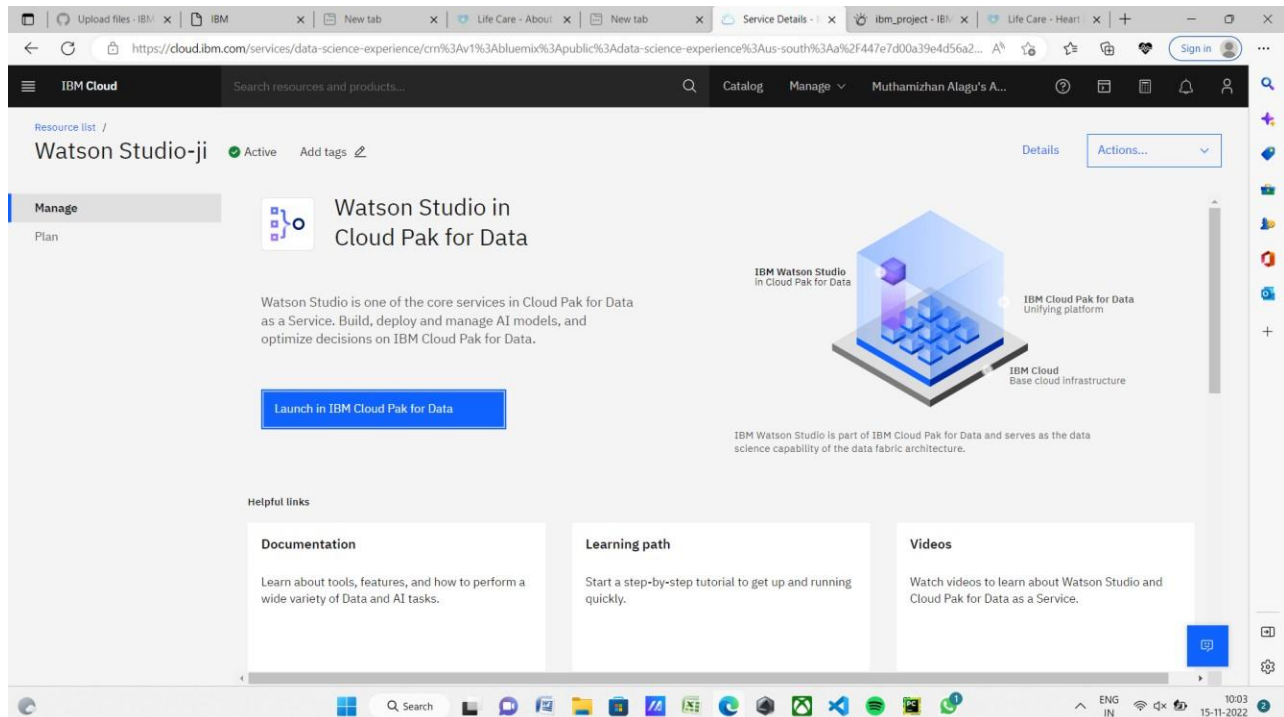 Upload files · IBM
IBM
New tab
Life Care - About
New tab
Service Details - I
ibm_project - IBM
Life Care - Heart
https://cloud.ibm.com/services/data-science-experience/crn%3Av1%3Abluemix%3Apublic%3Adata-science-experience%3Aus-south%3Aa%2F447e7d00a39e4d56a2...
Sign in
IBM Cloud
Search resources and products...
Catalog
Manage
Muthamizhan Alagu's A...
Resource list /
Watson Studio-ji
Active
Add tags
Details
Actions...
Manage
Plan
Watson Studio in
Cloud Pak for Data
Watson Studio is one of the core services in Cloud Pak for Data
as a Service. Build, deploy and manage AI models, and
optimize decisions on IBM Cloud Pak for Data.
Launch in IBM Cloud Pak for Data
IBM Watson Studio
in Cloud Pak for Data
IBM Cloud Pak for Data
Unifying platform
IBM Cloud
Base cloud infrastructure
IBM Watson Studio is part of IBM Cloud Pak for Data and serves as the data
science capability of the data fabric architecture.
Helpful links
Documentation
Learn about tools, features, and how to perform a
wide variety of Data and AI tasks.
Learning path
Start a step-by-step tutorial to get up and running
quickly.
Videos
Watch videos to learn about Watson Studio and
Cloud Pak for Data as a Service.
Search
ENG
IN
10:03
15-11-2022
2